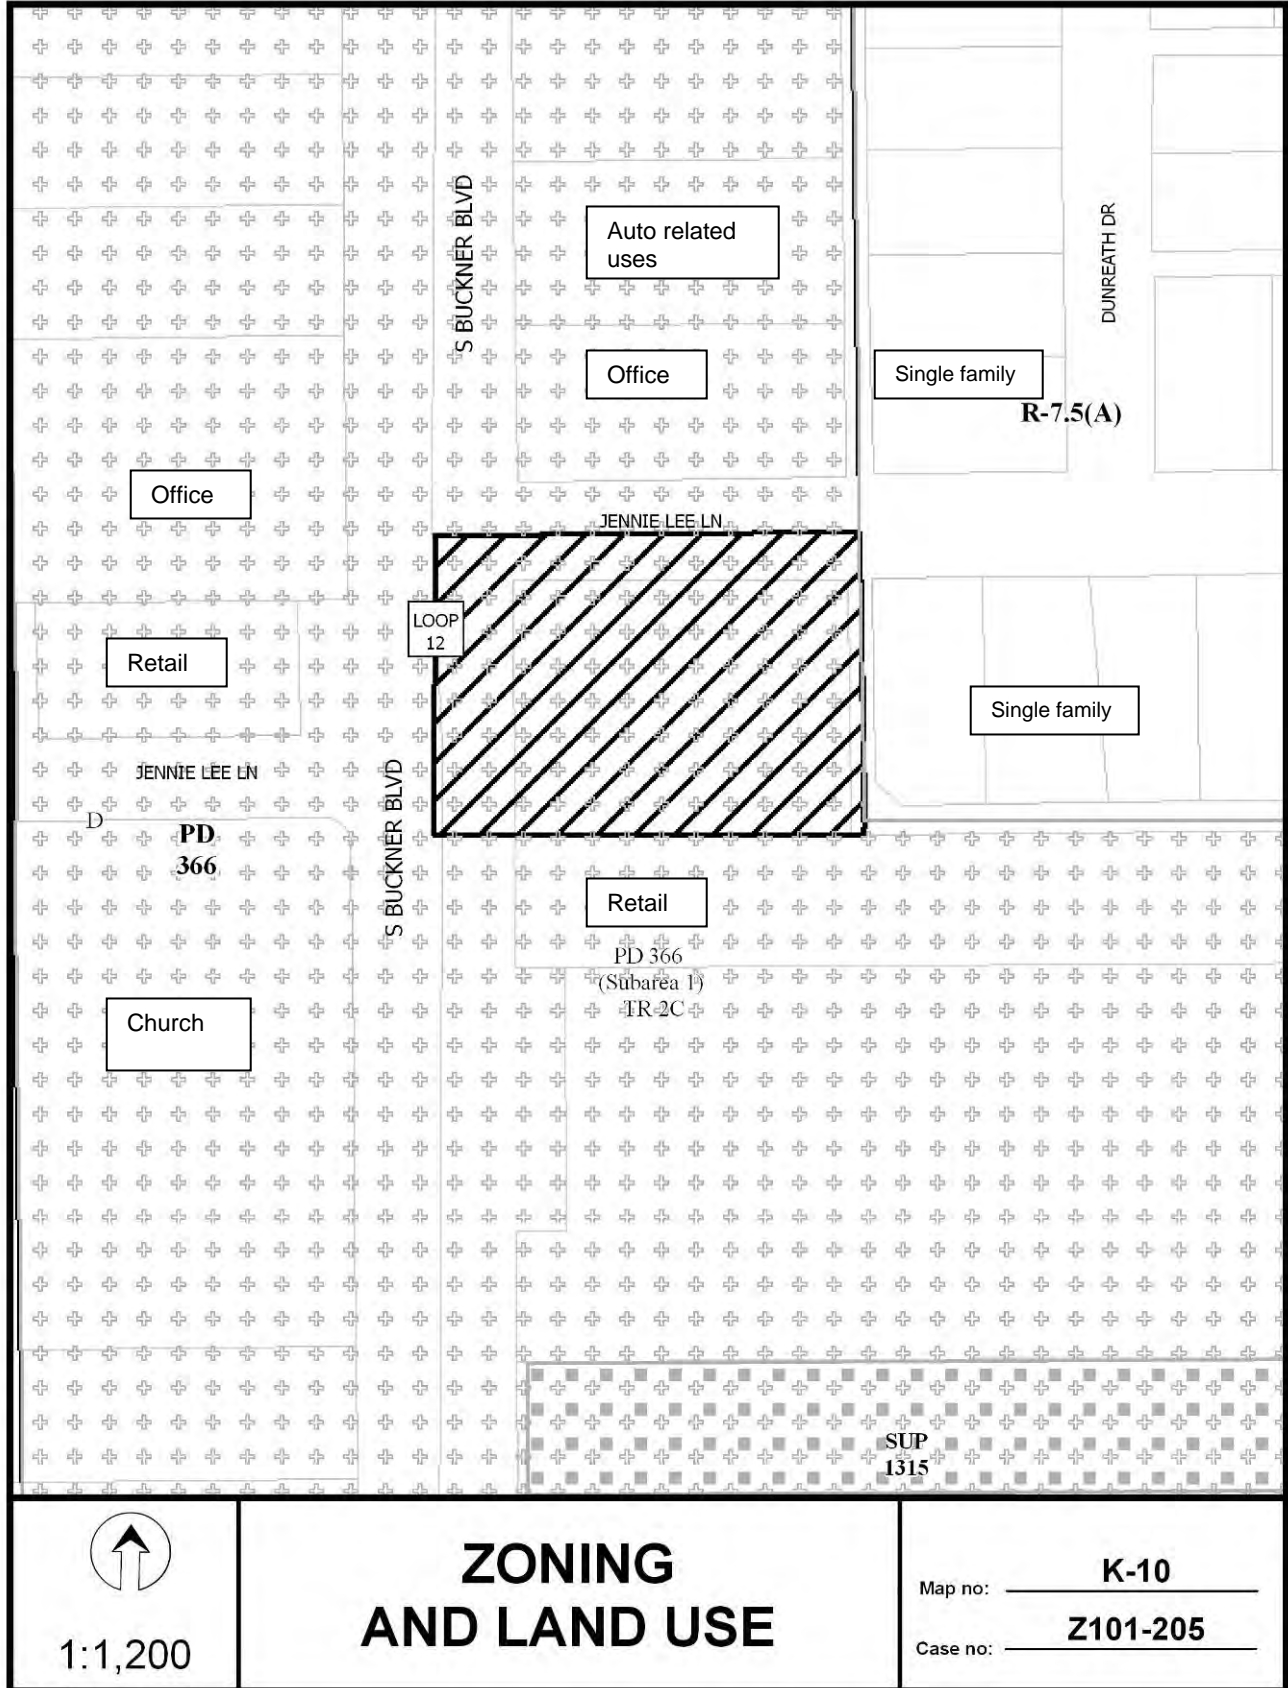 S BUCKNER BLVD
Auto related
uses
DUNREATH DR
Office
Single family
R-7.5(A)
Office
JENNIE LEE LN
LOOP
12
Retail
Single family
JENNIE LEE LN
S BUCKNER BLVD
D
PD
366
Retail
PD 366
(Subarea 1)
TR 2C
Church
SUP
1315
1:1,200
ZONING
AND LAND USE
Map no: K-10
Case no: Z101-205